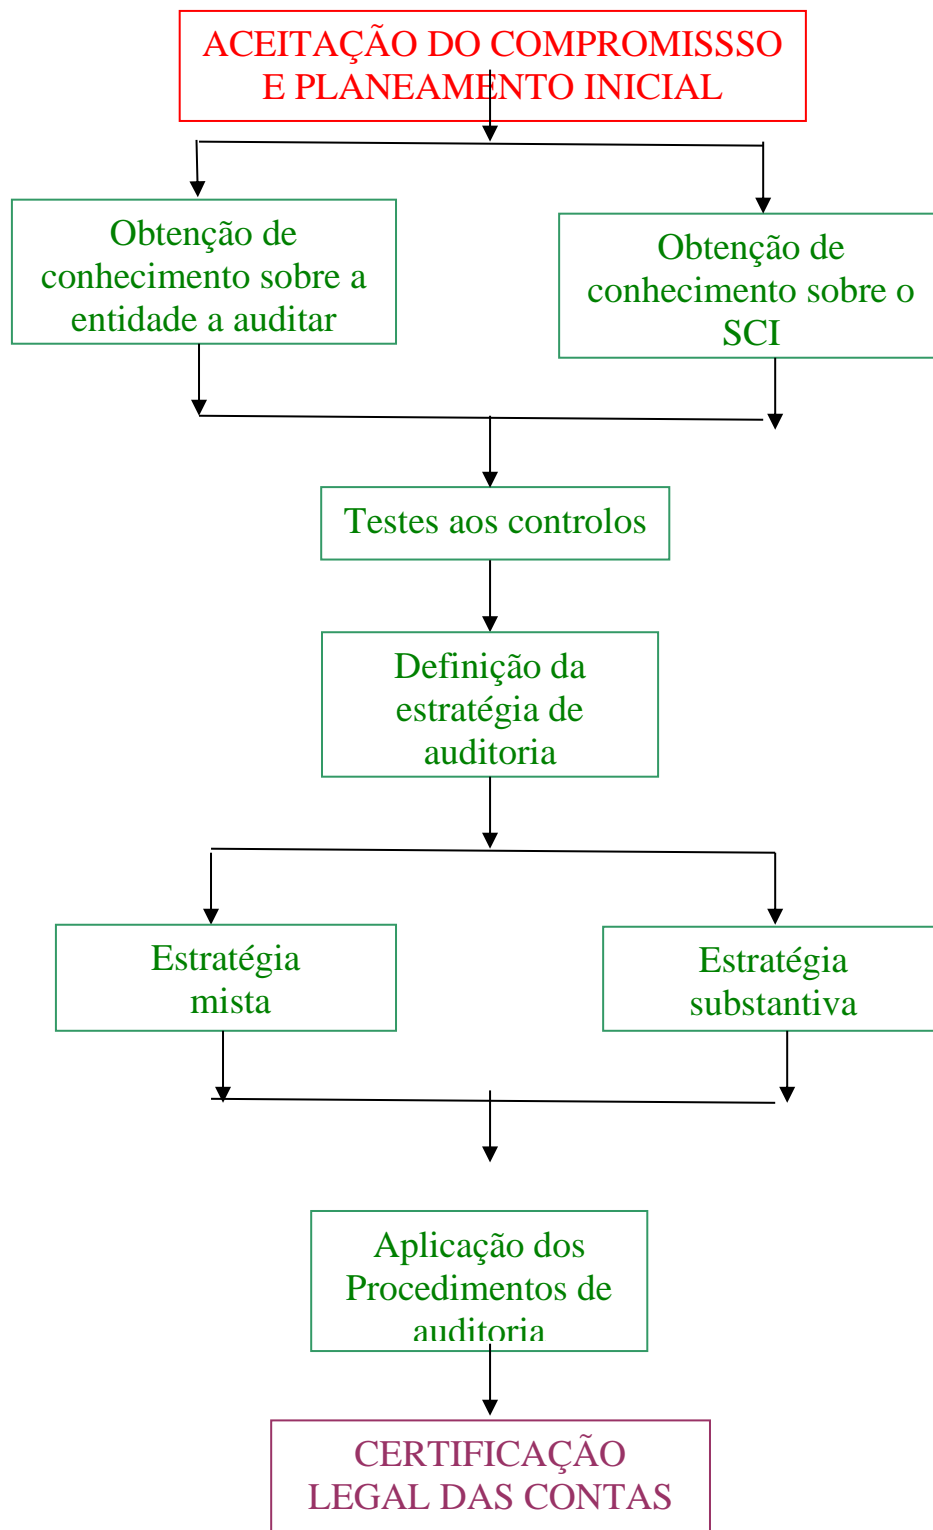 ACEITAÇÃO DO COMPROMISSSO
E PLANEAMENTO INICIAL
Obtenção de
conhecimento sobre a
entidade a auditar
Obtenção de
conhecimento sobre o
SCI
Testes aos controlos
Definição da
estratégia de
auditoria
Estratégia
mista
Estratégia
substantiva
Aplicação dos
Procedimentos de
auditoria
CERTIFICAÇÃO
LEGAL DAS CONTAS